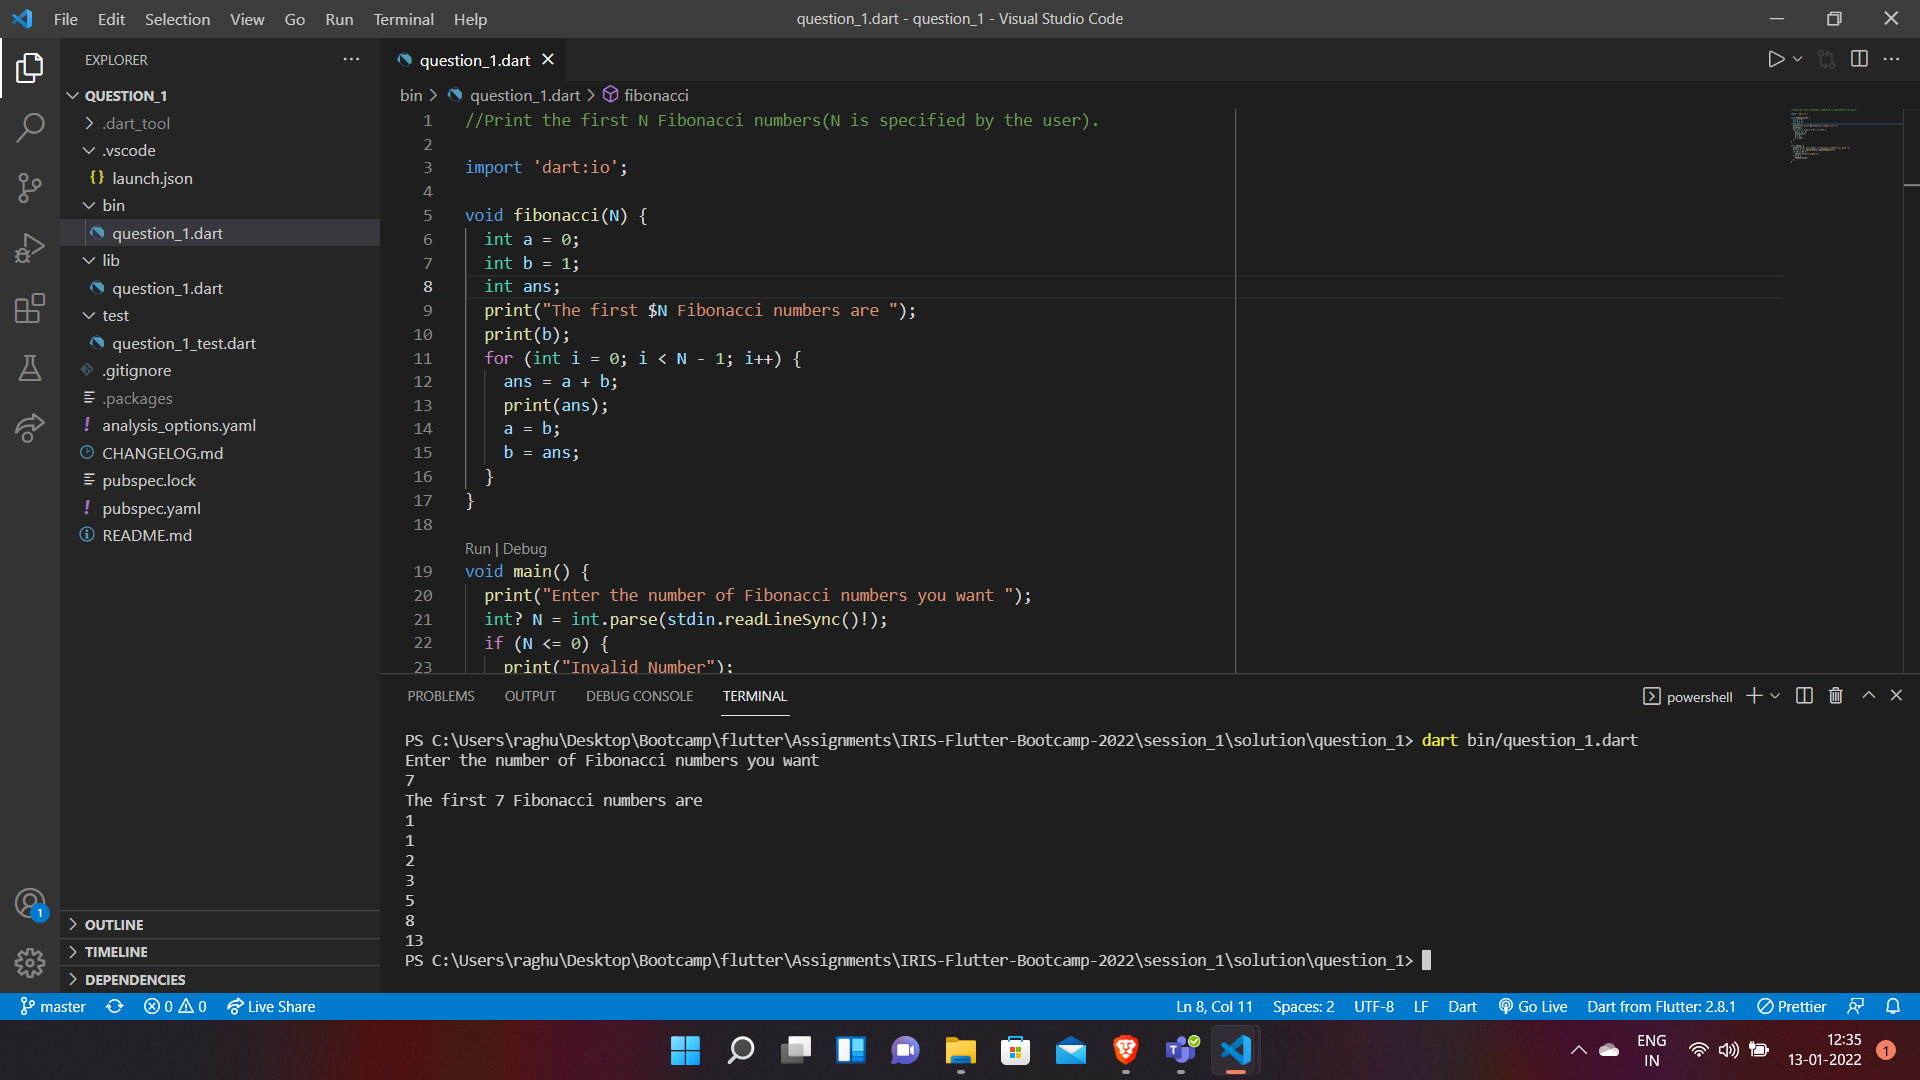 File Edit Selection View Go Run Terminal Help
question_1.dart - question_1 - Visual Studio Code
EXPLORER
QUESTION_1
.dart_tool
.vscode
{} launch.json
bin
question_1.dart
lib
question_1.dart
test
question_1_test.dart
.gitignore
.packages
! analysis_options.yaml
CHANGELOG.md
pubspec.lock
! pubspec.yaml
README.md
OUTLINE
TIMELINE
DEPENDENCIES
question_1.dart
bin > question_1.dart > fibonacci
1 //Print the first N Fibonacci numbers(N is specified by the user).
2
3 import 'dart:io';
4
5 void fibonacci(N) {
6 int a = 0;
7 int b = 1;
8 int ans;
9 print("The first $N Fibonacci numbers are ");
10 print(b);
11 for (int i = 0; i < N - 1; i++) {
12 ans = a + b;
13 print(ans);
14 a = b;
15 b = ans;
16 }
17 }
18
Run | Debug
19 void main() {
20 print("Enter the number of Fibonacci numbers you want ");
21 int? N = int.parse(stdin.readLineSync()!);
22 if (N <= 0) {
23 print("Invalid Number");
PROBLEMS OUTPUT DEBUG CONSOLE TERMINAL
powershell
PS C:\Users\raghu\Desktop\Bootcamp\flutter\Assignments\IRIS-Flutter-Bootcamp-2022\session_1\solution\question_1> dart bin/question_1.dart
Enter the number of Fibonacci numbers you want
7
The first 7 Fibonacci numbers are
1
1
2
3
5
8
13
PS C:\Users\raghu\Desktop\Bootcamp\flutter\Assignments\IRIS-Flutter-Bootcamp-2022\session_1\solution\question_1>
1
master 0 0 Live Share
Ln 8, Col 11 Spaces: 2 UTF-8 LF Dart Go Live Dart from Flutter: 2.8.1 Prettier
ENG
IN
12:35
13-01-2022
1